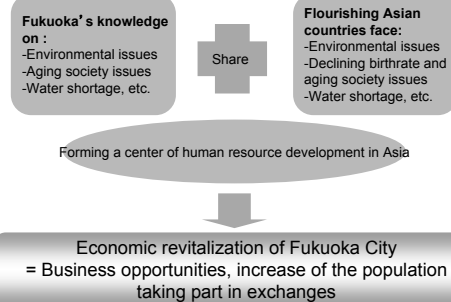 Fukuoka's knowledge
on :
-Environmental issues
-Aging society issues
-Water shortage, etc.
Share
Flourishing Asian
countries face:
-Environmental issues
-Declining birthrate and
aging society issues
-Water shortage, etc.
Forming a center of human resource development in Asia
Economic revitalization of Fukuoka City
= Business opportunities, increase of the population
taking part in exchanges